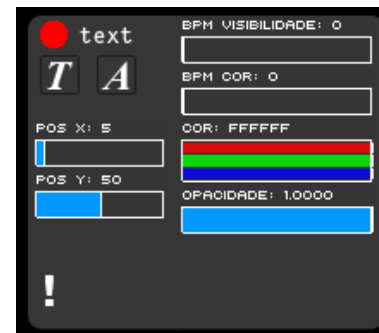 text
T A
POS X: 5
POS Y: 50
!
BPM VISIBILIDADE: 0
BPM COR: 0
COR: FFFFFF
OPACIDADE: 1.0000